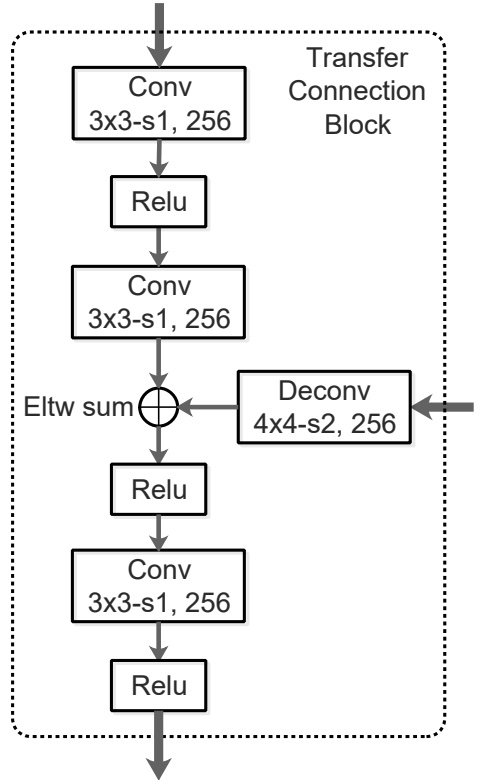 Transfer
Connection
Block
Conv
3x3-s1, 256
Relu
Conv
3x3-s1, 256
Eltw sum
Deconv
4x4-s2, 256
Relu
Conv
3x3-s1, 256
Relu